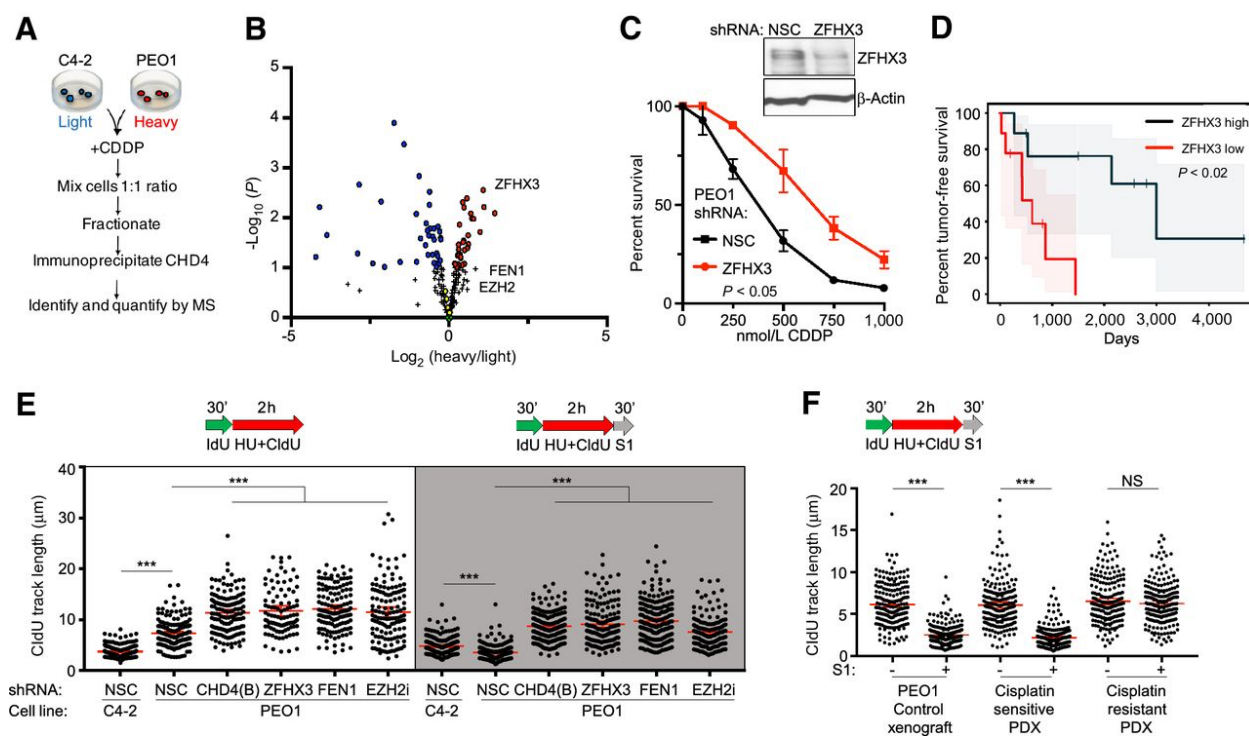 A
C4-2 PEO1
Light Heavy
+CDDP
Mix cells 1:1 ratio
Fractionate
Immunoprecipitate CHD4
Identify and quantify by MS
B
5
4
3
2
1
0
-Log10 (P)
ZFHX3
FEN1
EZH2
-5 0 5
Log2 (heavy/light)
C
shRNA: NSC ZFHX3
ZFHX3
β-Actin
100
50
0
Percent survival
PEO1
shRNA:
NSC
ZFHX3
P < 0.05
0 250 500 750 1,000
nmol/L CDDP
D
100
80
60
40
20
0
Percent tumor-free survival
ZFHX3 high
ZFHX3 low
P < 0.02
0 1,000 2,000 3,000 4,000
Days
E
30' 2h
IdU HU+CldU
30' 2h 30'
IdU HU+CldU S1
40
30
20
10
0
CldU track length (μm)
*** ***
*** ***
shRNA: NSC NSC CHD4(B) ZFHX3 FEN1 EZH2i NSC NSC CHD4(B) ZFHX3 FEN1 EZH2i
Cell line: C4-2 PEO1 C4-2 PEO1
F
30' 2h 30'
IdU HU+CldU S1
20
15
10
5
0
CldU track length (μm)
*** *** NS
S1: - + - + - +
PEO1 Cisplatin Cisplatin
Control sensitive resistant
xenograft PDX PDX